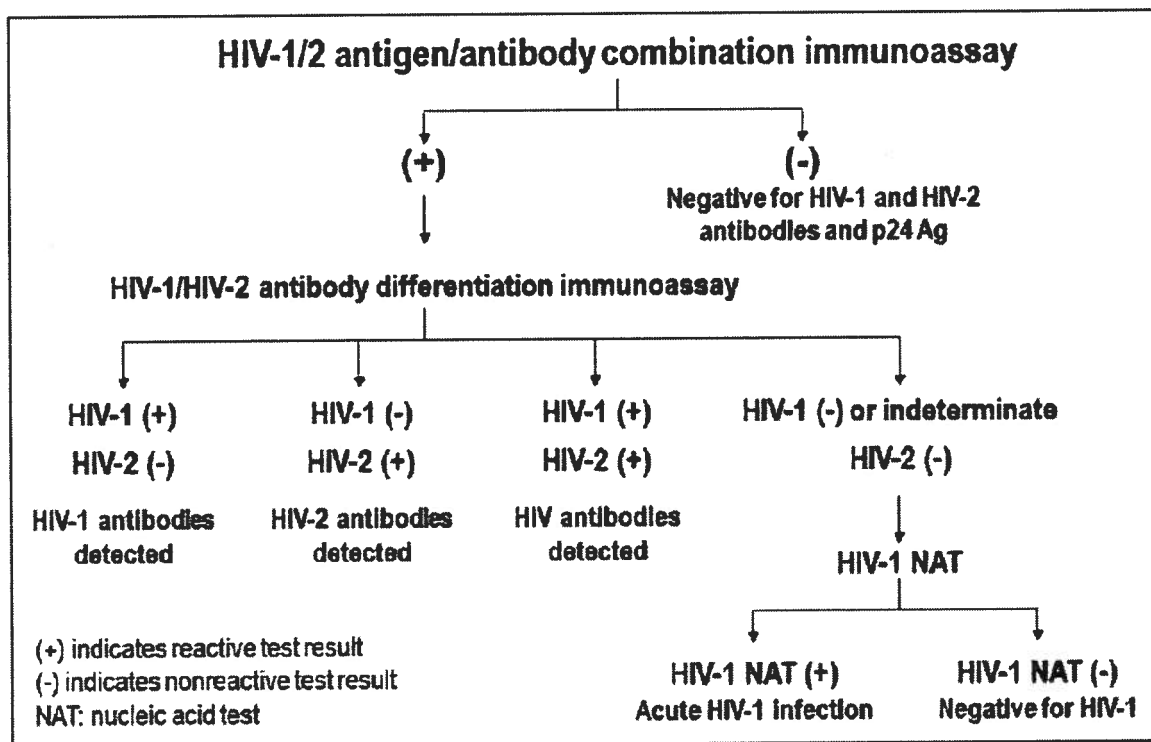 HIV-1/2 antigen/antibody combination immunoassay
(+)
(-)
Negative for HIV-1 and HIV-2
antibodies and p24 Ag
HIV-1/HIV-2 antibody differentiation immunoassay
HIV-1 (+)
HIV-2 (-)
HIV-1 antibodies
detected
HIV-1 (-)
HIV-2 (+)
HIV-2 antibodies
detected
HIV-1 (+)
HIV-2 (+)
HIV antibodies
detected
HIV-1 (-) or indeterminate
HIV-2 (-)
HIV-1 NAT
HIV-1 NAT (+)
Acute HIV-1 infection
HIV-1 NAT (-)
Negative for HIV-1
(+) indicates reactive test result
(-) indicates nonreactive test result
NAT: nucleic acid test